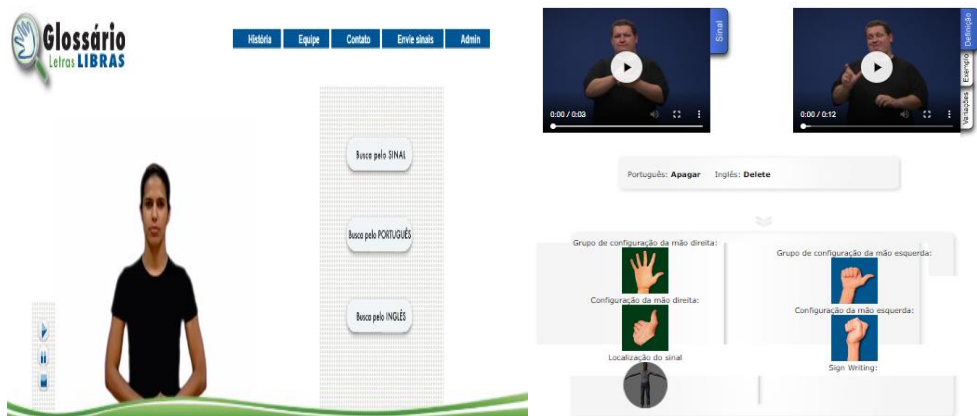 Glossário
Letras LIBRAS
História Equipe Contato Envie sinais Admin
Busca pelo SINAL
Busca pelo PORTUGUÊS
Busca pelo INGLÊS
Sinal
0:00 / 0:03
Definição
Exemplo
Variações
0:00 / 0:12
Português: Apagar Inglês: Delete
Grupo de configuração da mão direita:
Configuração da mão direita:
Localização do sinal
Grupo de configuração da mão esquerda:
Configuração da mão esquerda:
Sign Writing: